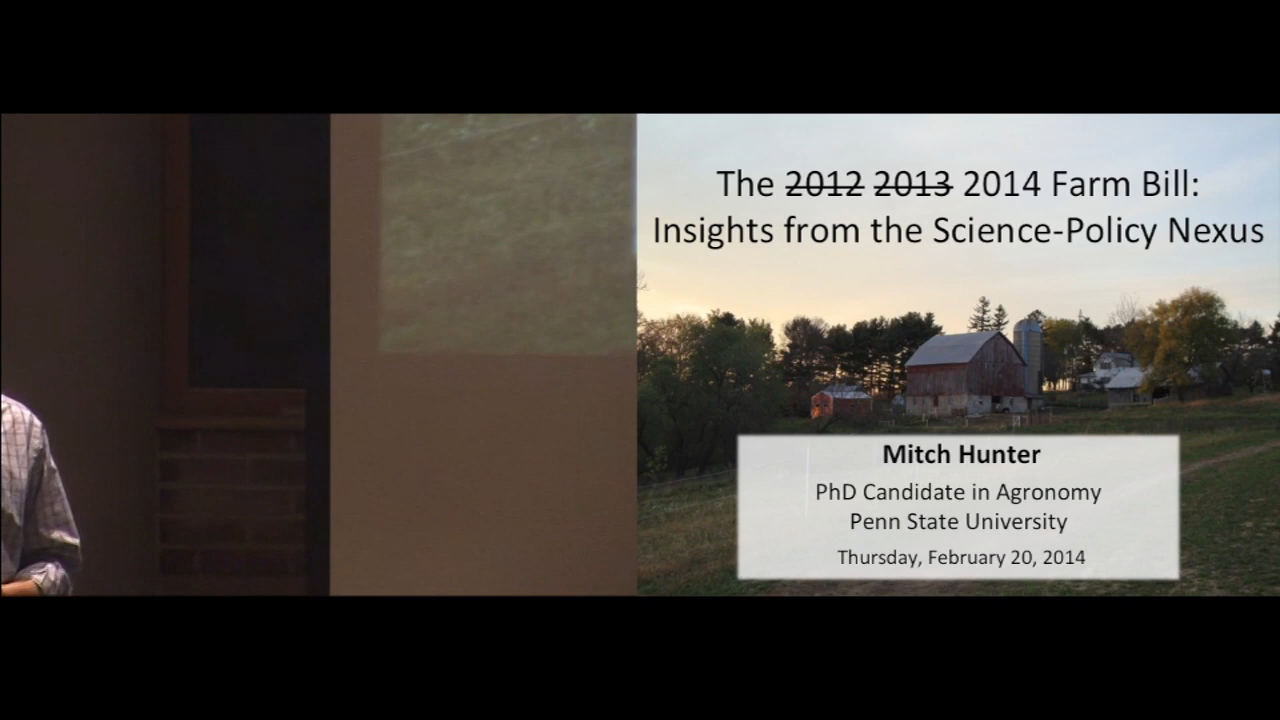 The 2012 2013 2014 Farm Bill:
Insights from the Science-Policy Nexus
Mitch Hunter
PhD Candidate in Agronomy
Penn State University
Thursday, February 20, 2014